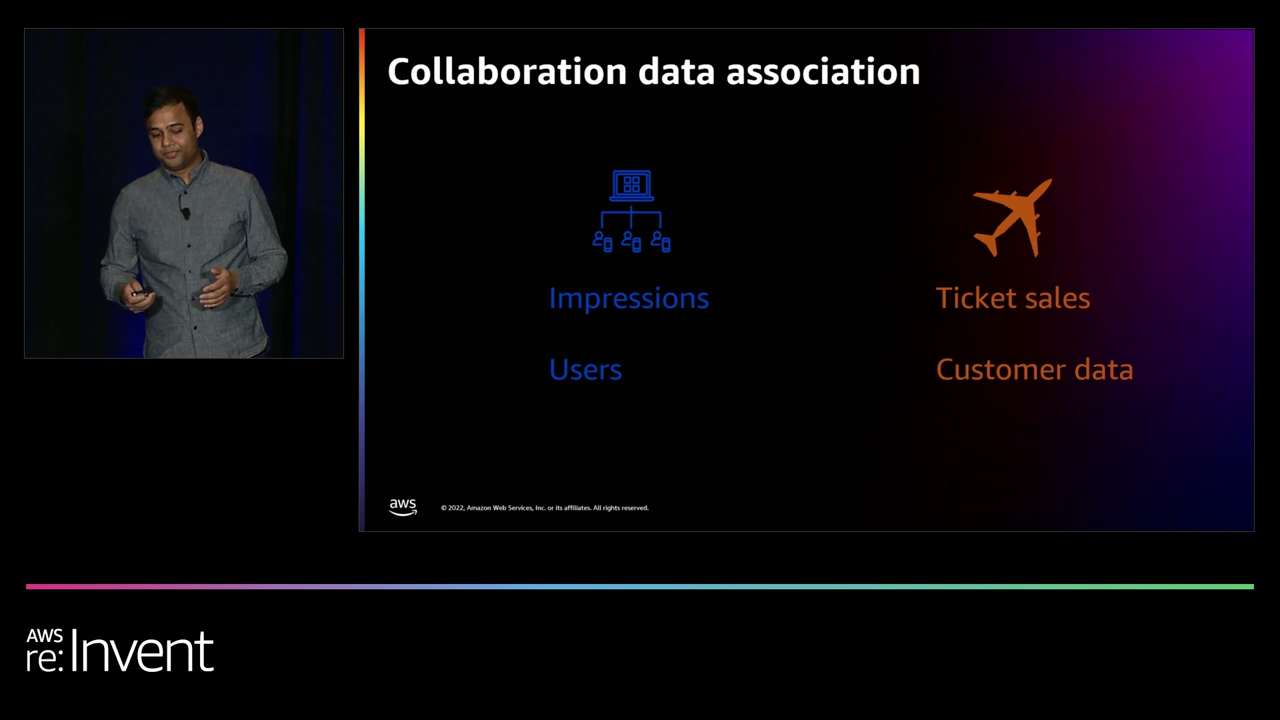 Collaboration data association
Impressions
Ticket sales
Users
Customer data
aws
© 2022, Amazon Web Services, Inc. or its affiliates. All rights reserved.
AWS
re:Invent